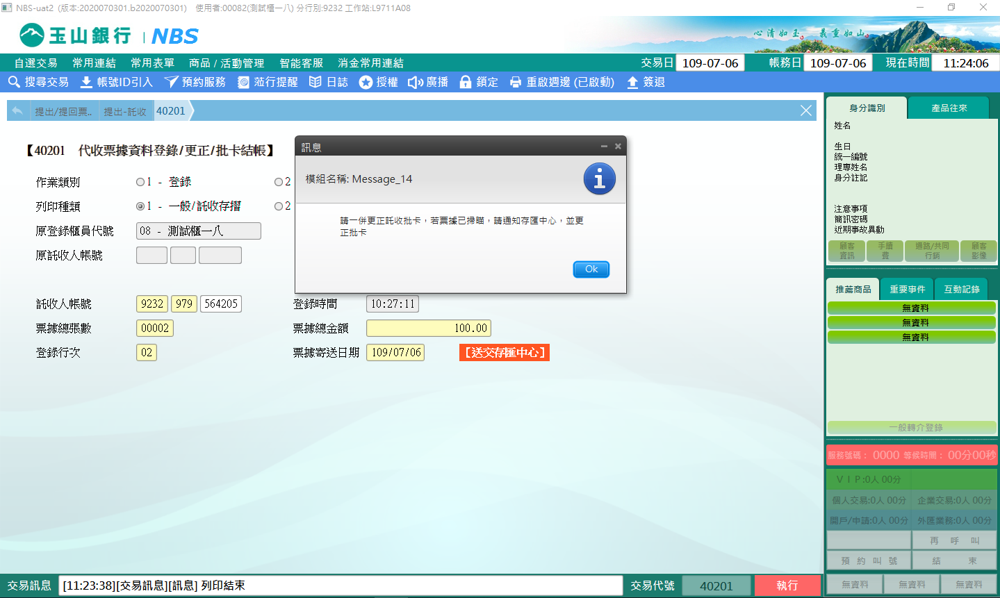 NBS-uat2 (版本:2020070301.b2020070301) 使用者:00082(測試櫃一八) 分行別:9232 工作站:L9711A08
玉山銀行 | NBS
心清如玉 義重如山
自選交易 常用連結 常用表單 商品 / 活動管理 智能客服 消金常用連結 交易日 109-07-06 帳務日 109-07-06 現在時間 11:24:06
搜尋交易 帳號ID引入 預約服務 蒞行提醒 日誌 授權 廣播 鎖定 重啟週邊 (已啟動) 簽退
提出/提回票.. 提出-託收 40201
【40201 代收票據資料登錄/更正/批卡結帳】
作業類別 1 - 登錄 2
列印種類 1 - 一般/託收存摺 2
原登錄櫃員代號 08 - 測試櫃一八
原託收人帳號
訊息
模組名稱: Message_14
請一併更正託收批卡，若票據已掃瞄，請通知存匯中心，並更
正批卡
Ok
託收人帳號 9232 979 564205 登錄時間 10:27:11
票據總張數 00002 票據總金額 100.00
登錄行次 02 票據寄送日期 109/07/06 【送交存匯中心】
身分識別 產品往來
姓名
生日
統一編號
理專姓名
身分註記
注意事項
簡訊密碼
近期事故異動
顧客資訊 手續費 通路/共同行銷 顧客影像
推薦商品 重要事件 互動記錄
無資料
無資料
無資料
一般轉介登錄
服務號碼： 0000 等候時間： 00分00秒
ＶＩＰ:0人 00分
個人交易:0人 00分 企業交易:0人 00分
開戶/申請:0人 00分 外匯業務:0人 00分
再 呼 叫
預 約 叫 號 結 束
無資料 無資料 無資料
交易訊息 [11:23:38][交易訊息][訊息] 列印結束 交易代號 40201 執行